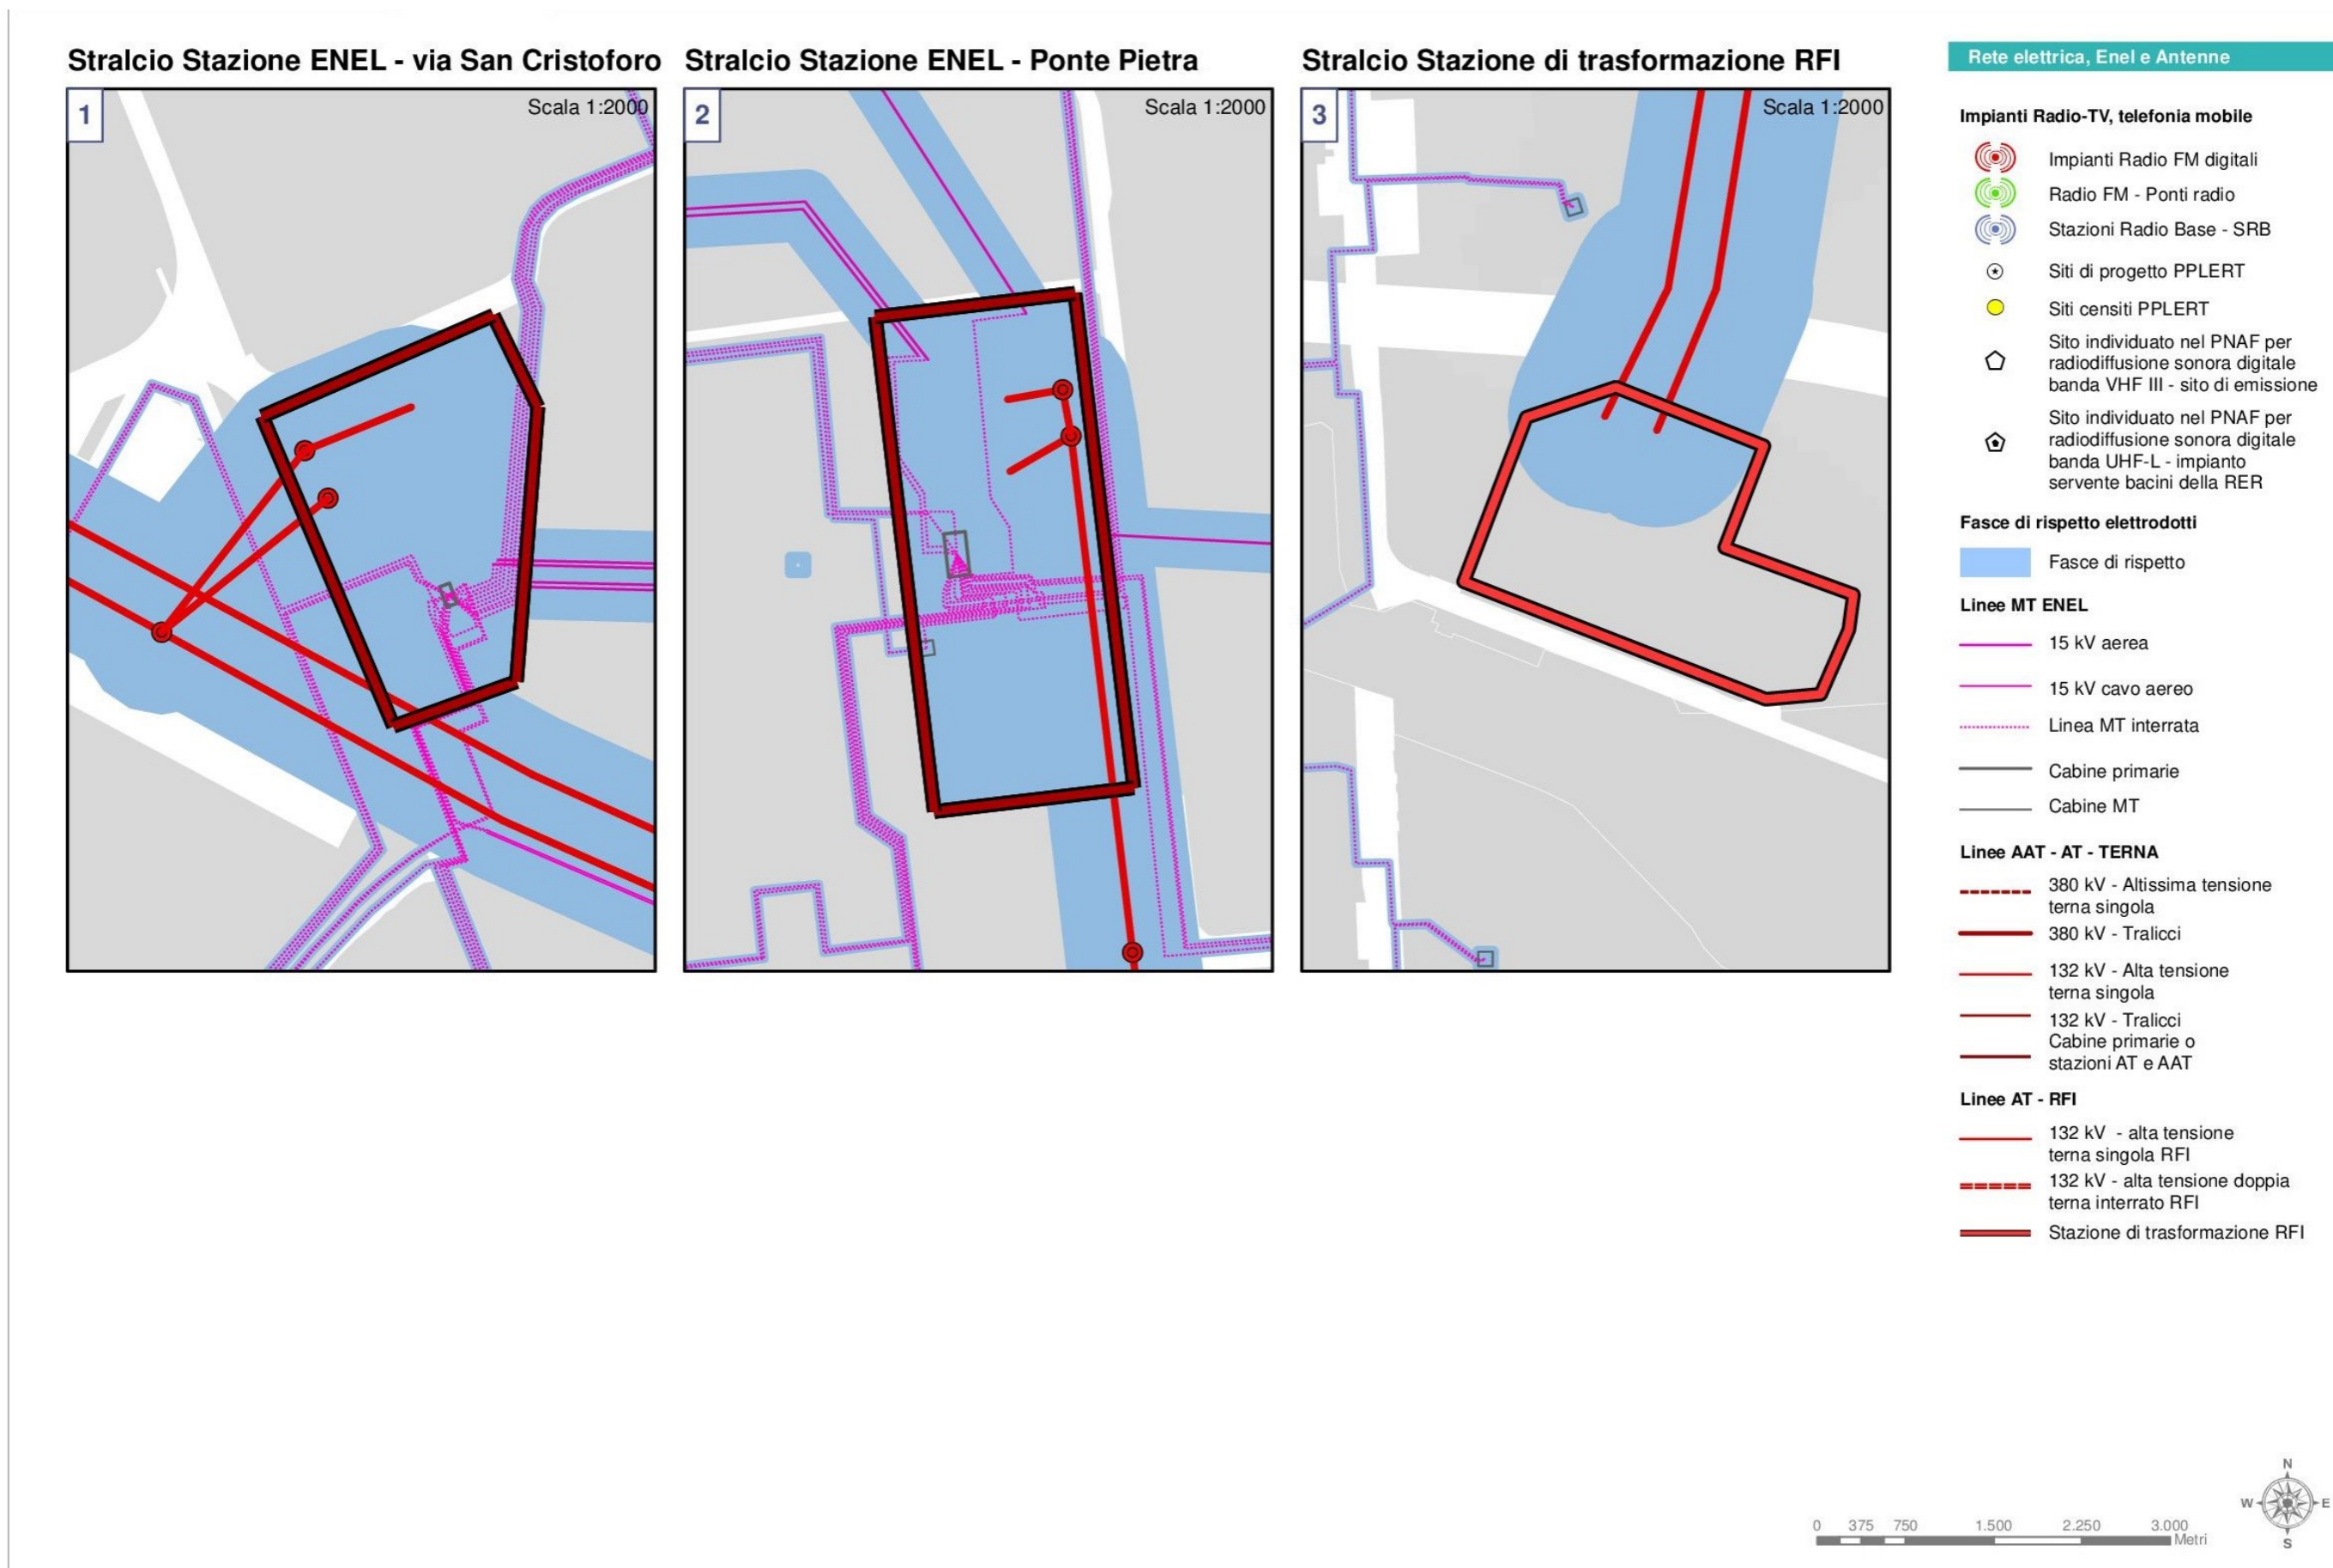 Stralcio Stazione ENEL - via San Cristoforo
1
Scala 1:2000
Stralcio Stazione ENEL - Ponte Pietra
2
Scala 1:2000
Stralcio Stazione di trasformazione RFI
3
Scala 1:2000
Rete elettrica, Enel e Antenne
Impianti Radio-TV, telefonia mobile
Impianti Radio FM digitali
Radio FM - Ponti radio
Stazioni Radio Base - SRB
Siti di progetto PPLERT
Siti censiti PPLERT
Sito individuato nel PNAF per
radiodiffusione sonora digitale
banda VHF III - sito di emissione
Sito individuato nel PNAF per
radiodiffusione sonora digitale
banda UHF-L - impianto
servente bacini della RER
Fasce di rispetto elettrodotti
Fasce di rispetto
Linee MT ENEL
15 kV aerea
15 kV cavo aereo
Linea MT interrata
Cabine primarie
Cabine MT
Linee AAT - AT - TERNA
380 kV - Altissima tensione
terna singola
380 kV - Tralicci
132 kV - Alta tensione
terna singola
132 kV - Tralicci
Cabine primarie o
stazioni AT e AAT
Linee AT - RFI
132 kV - alta tensione
terna singola RFI
132 kV - alta tensione doppia
terna interrato RFI
Stazione di trasformazione RFI
0 375 750 1.500 2.250 3.000
Metri
N
W E
S